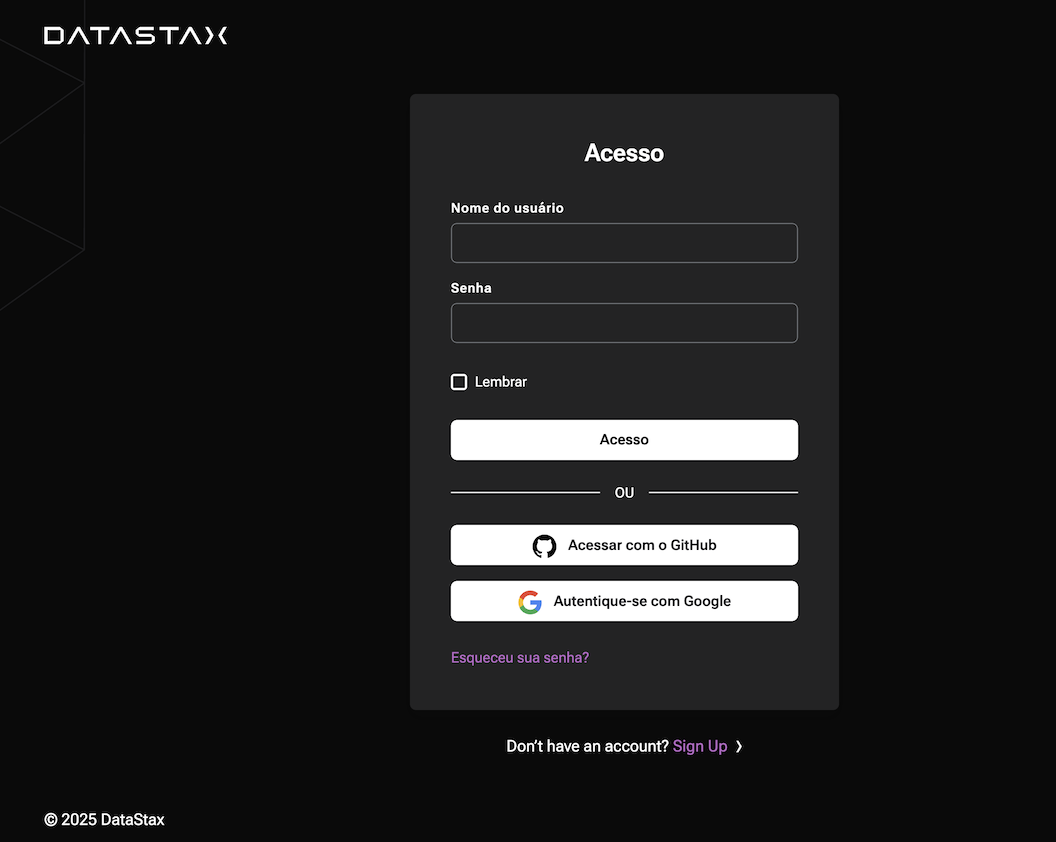 DATASTAX
Acesso
Nome do usuário
Senha
Lembrar
Acesso
OU
Acessar com o GitHub
Autentique-se com Google
Esqueceu sua senha?
Don’t have an account? Sign Up ❯
© 2025 DataStax